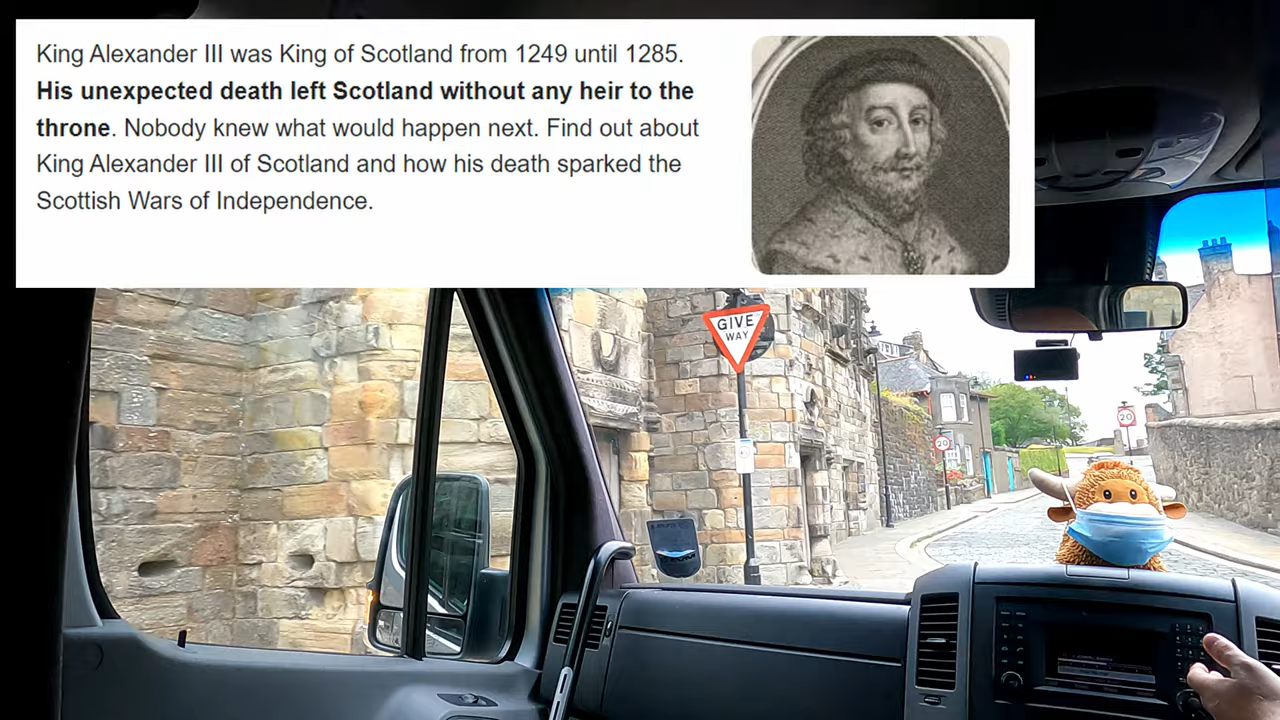 King Alexander III was King of Scotland from 1249 until 1285.
His unexpected death left Scotland without any heir to the
throne. Nobody knew what would happen next. Find out about
King Alexander III of Scotland and how his death sparked the
Scottish Wars of Independence.
GIVE
WAY
20
20